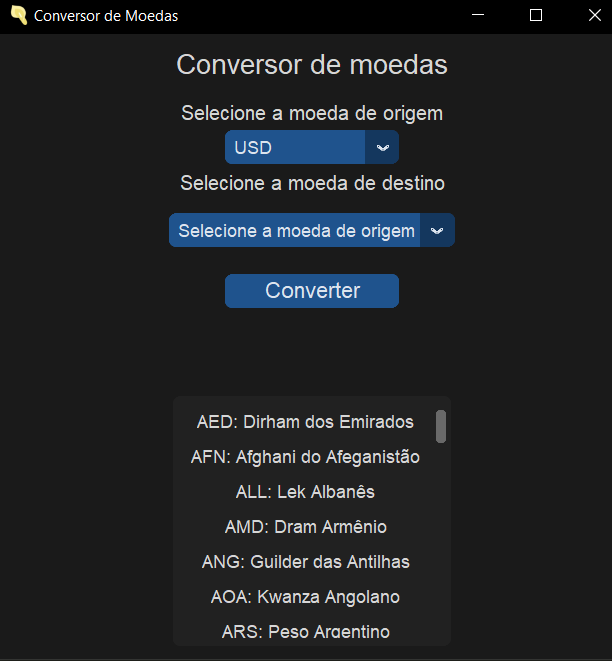 Conversor de Moedas
Conversor de moedas
Selecione a moeda de origem
USD
Selecione a moeda de destino
Selecione a moeda de origem
Converter
AED: Dirham dos Emirados
AFN: Afghani do Afeganistão
ALL: Lek Albanês
AMD: Dram Armênio
ANG: Guilder das Antilhas
AOA: Kwanza Angolano
ARS: Peso Argentino